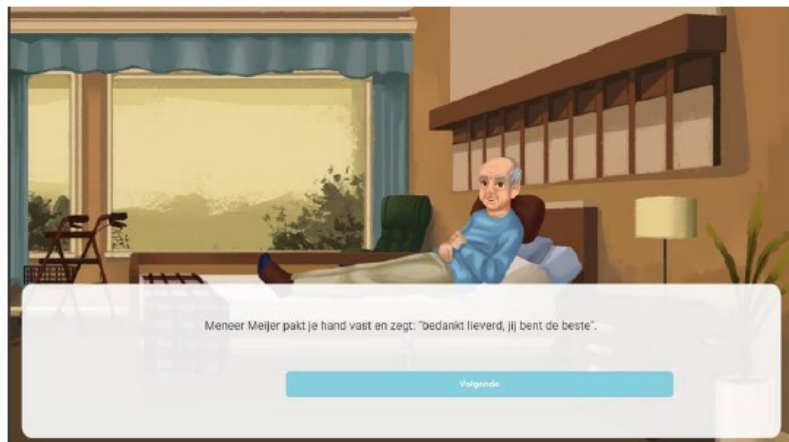 Meneer Meijer pakt je hand vast en zegt: "bedankt lieverd, jij bent de beste".
Volgende